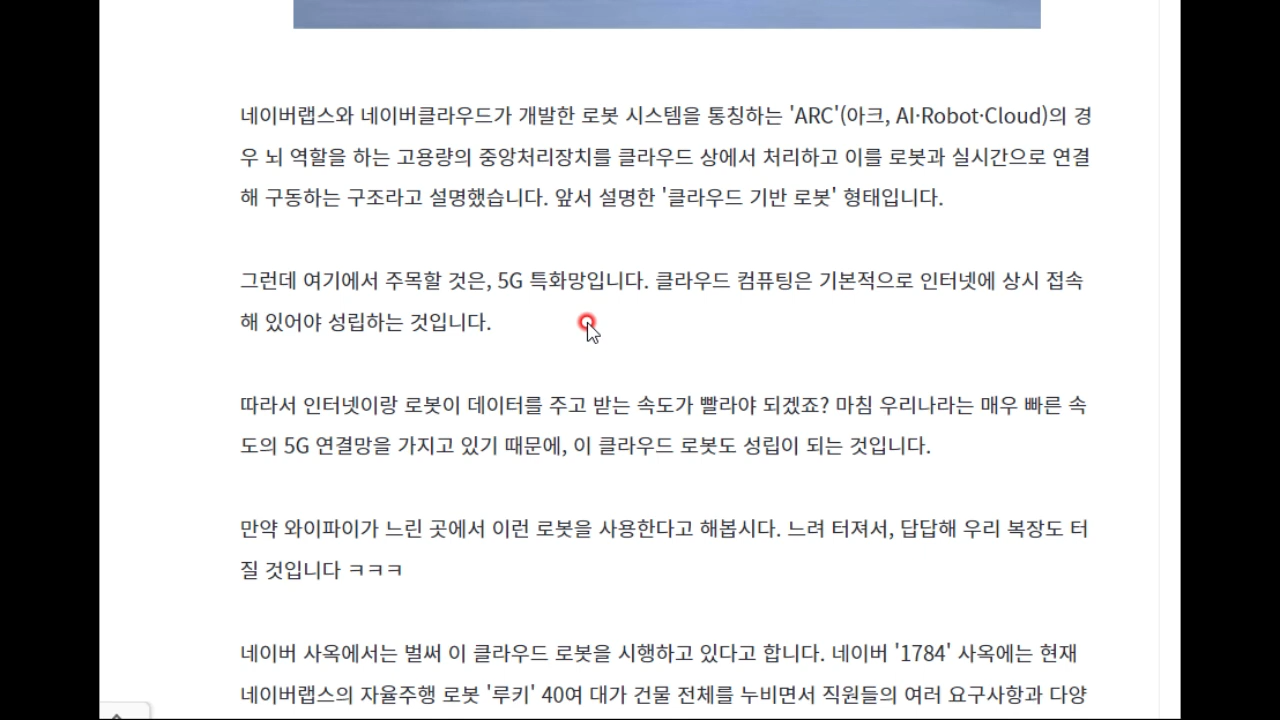 네이버랩스와 네이버클라우드가 개발한 로봇 시스템을 통칭하는 'ARC'(아크, AI·Robot·Cloud)의 경
우 뇌 역할을 하는 고용량의 중앙처리장치를 클라우드 상에서 처리하고 이를 로봇과 실시간으로 연결
해 구동하는 구조라고 설명했습니다. 앞서 설명한 '클라우드 기반 로봇' 형태입니다.
그런데 여기에서 주목할 것은, 5G 특화망입니다. 클라우드 컴퓨팅은 기본적으로 인터넷에 상시 접속
해 있어야 성립하는 것입니다.
따라서 인터넷이랑 로봇이 데이터를 주고 받는 속도가 빨라야 되겠죠? 마침 우리나라는 매우 빠른 속
도의 5G 연결망을 가지고 있기 때문에, 이 클라우드 로봇도 성립이 되는 것입니다.
만약 와이파이가 느린 곳에서 이런 로봇을 사용한다고 해봅시다. 느려 터져서, 답답해 우리 복장도 터
질 것입니다 ㅋㅋㅋ
네이버 사옥에서는 벌써 이 클라우드 로봇을 시행하고 있다고 합니다. 네이버 '1784' 사옥에는 현재
네이버랩스의 자율주행 로봇 '루키' 40여 대가 건물 전체를 누비면서 직원들의 여러 요구사항과 다양